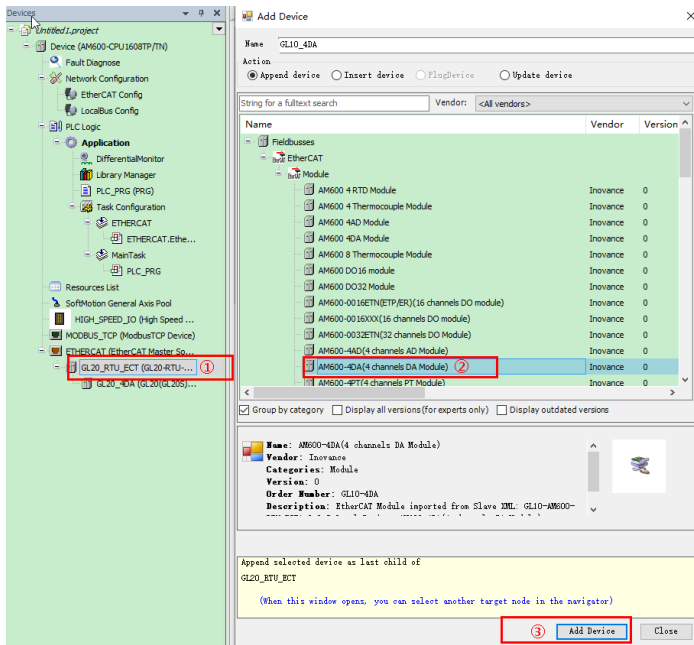 Devices
Untitled1.project
Device (AM600-CPU1608TP/TN)
Fault Diagnose
Network Configuration
EtherCAT Config
LocalBus Config
PLC Logic
Application
DifferentialMonitor
Library Manager
PLC_PRG (PRG)
Task Configuration
ETHERCAT
ETHERCAT.Ethe...
MainTask
PLC_PRG
Resources List
SoftMotion General Axis Pool
HIGH_SPEED_IO (High Speed ...
MODBUS_TCP (ModbusTCP Device)
ETHERCAT (EtherCAT Master So...
GL20_RTU_ECT (GL20-RTU-... ①
GL20_4DA (GL20(GL20S)...
Add Device
Name GL10_4DA
Action
Append device Insert device PlugDevice Update device
String for a fulltext search Vendor: <All vendors>
Name Vendor Version
Fieldbusses
EtherCAT
Module
AM600 4 RTD Module Inovance 0
AM600 4 Thermocouple Module Inovance 0
AM600 4AD Module Inovance 0
AM600 4DA Module Inovance 0
AM600 8 Thermocouple Module Inovance 0
AM600 DO16 module Inovance 0
AM600 DO32 Module Inovance 0
AM600-0016ETN(ETP/ER)(16 channels DO module) Inovance 0
AM600-0016XXX(16 channels DO module) Inovance 0
AM600-0032ETN(32 channels DO Module) Inovance 0
AM600-4AD(4 channels AD Module) Inovance 0
AM600-4DA(4 channels DA Module) ② Inovance 0
AM600-4PT(4 channels PT Module) Inovance 0
Group by category Display all versions(for experts only) Display outdated versions
Name: AM600-4DA(4 channels DA Module)
Vendor: Inovance
Categories: Module
Version: 0
Order Number: GL10-4DA
Description: EtherCAT Module imported from Slave XML: GL10-AM600-
Append selected device as last child of
GL20_RTU_ECT
(When this window opens, you can select another target node in the navigator)
③ Add Device Close